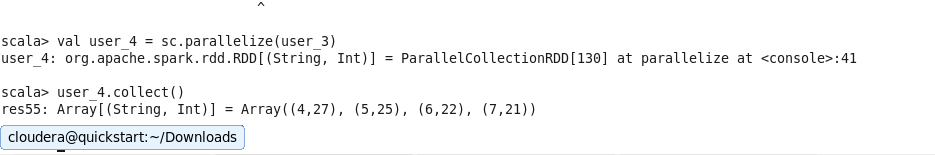 ^
scala> val user_4 = sc.parallelize(user_3)
user_4: org.apache.spark.rdd.RDD[(String, Int)] = ParallelCollectionRDD[130] at parallelize at <console>:41
scala> user_4.collect()
res55: Array[(String, Int)] = Array((4,27), (5,25), (6,22), (7,21))
cloudera@quickstart:~/Downloads